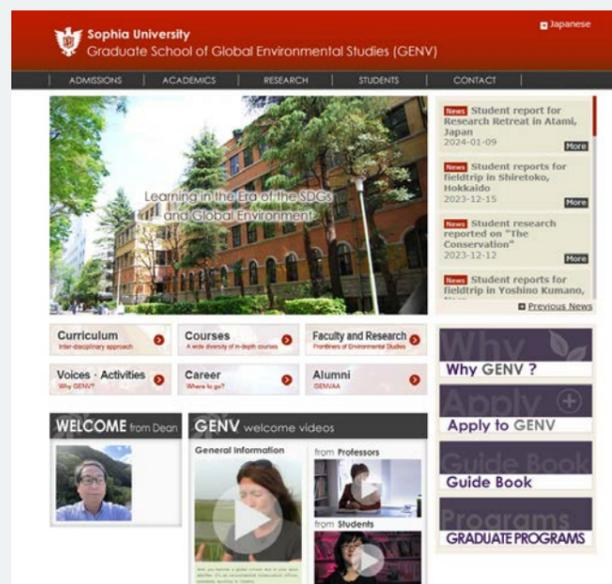 Japanese
Sophia University
Graduate School of Global Environmental Studies (GENV)
ADMISSIONS
ACADEMICS
RESEARCH
STUDENTS
CONTACT
Learning in the Era of the SDGs
and Global Environment
News Student report for
Research Retreat in Atami,
Japan
2024-01-09
More
News Student reports for
fieldtrip in Shiretoko,
Hokkaido
2023-12-15
More
News Student research
reported on "The
Conservation"
2023-12-12
More
News Student reports for
fieldtrip in Yoshino Kumano,
Previous News
Curriculum
Inter-disciplinary approach
Courses
A wide diversity of in-depth courses
Faculty and Research
Frontiers of Environmental Studies
Voices · Activities
Why GENV?
Career
Where to go?
Alumni
GENVAA
Why
Why GENV ?
Apply
Apply to GENV
Guide Book
Guide Book
Programs
GRADUATE PROGRAMS
WELCOME from Dean
GENV welcome videos
General Information
from Professors
from Students